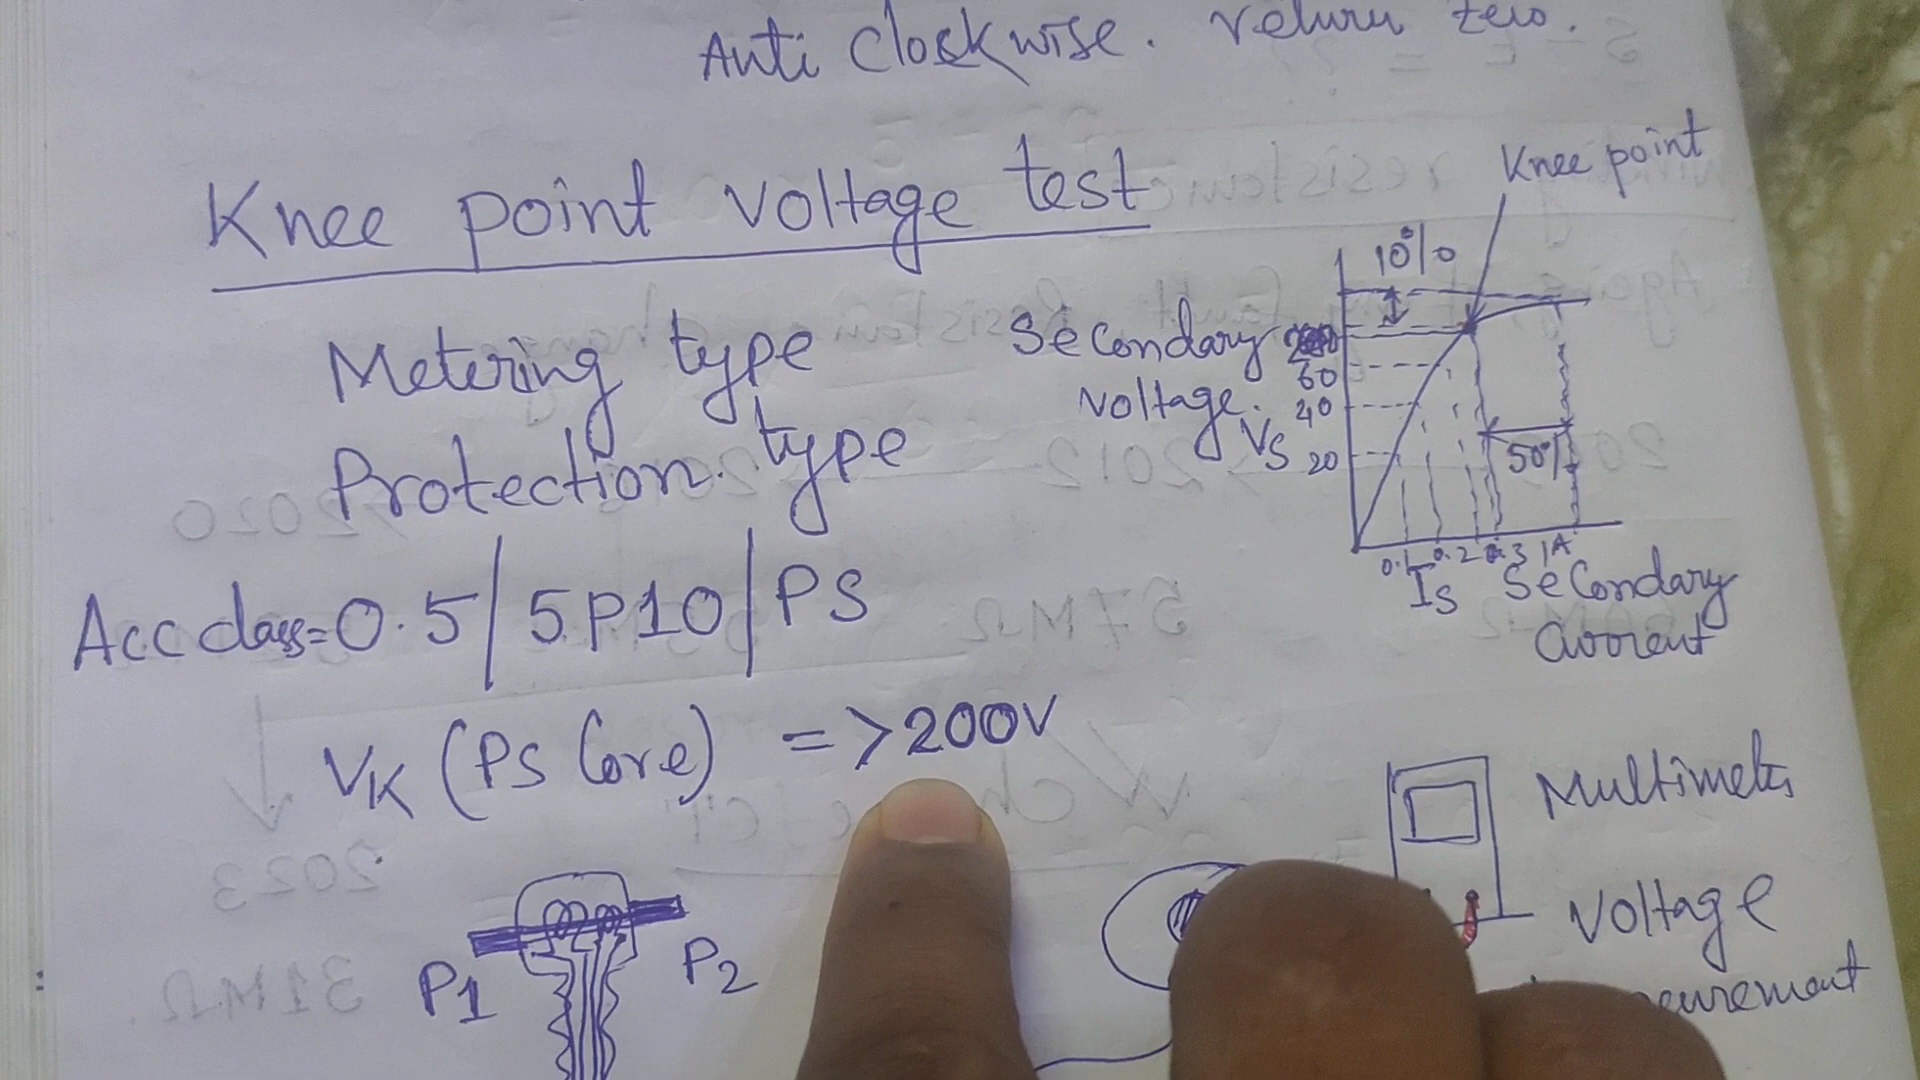 Anti Clockwise. return zero.
Knee point voltage test
Knee point
10%
Metering type
Protection type
Secondary
voltage.
Vs
60
40
20
50%
0.1 0.2 0.3 1A
Is Secondary
Current
Acc class=0.5/5P10/PS
VK (PS Core) =>200V
Multimeter
Voltage
P1
P2